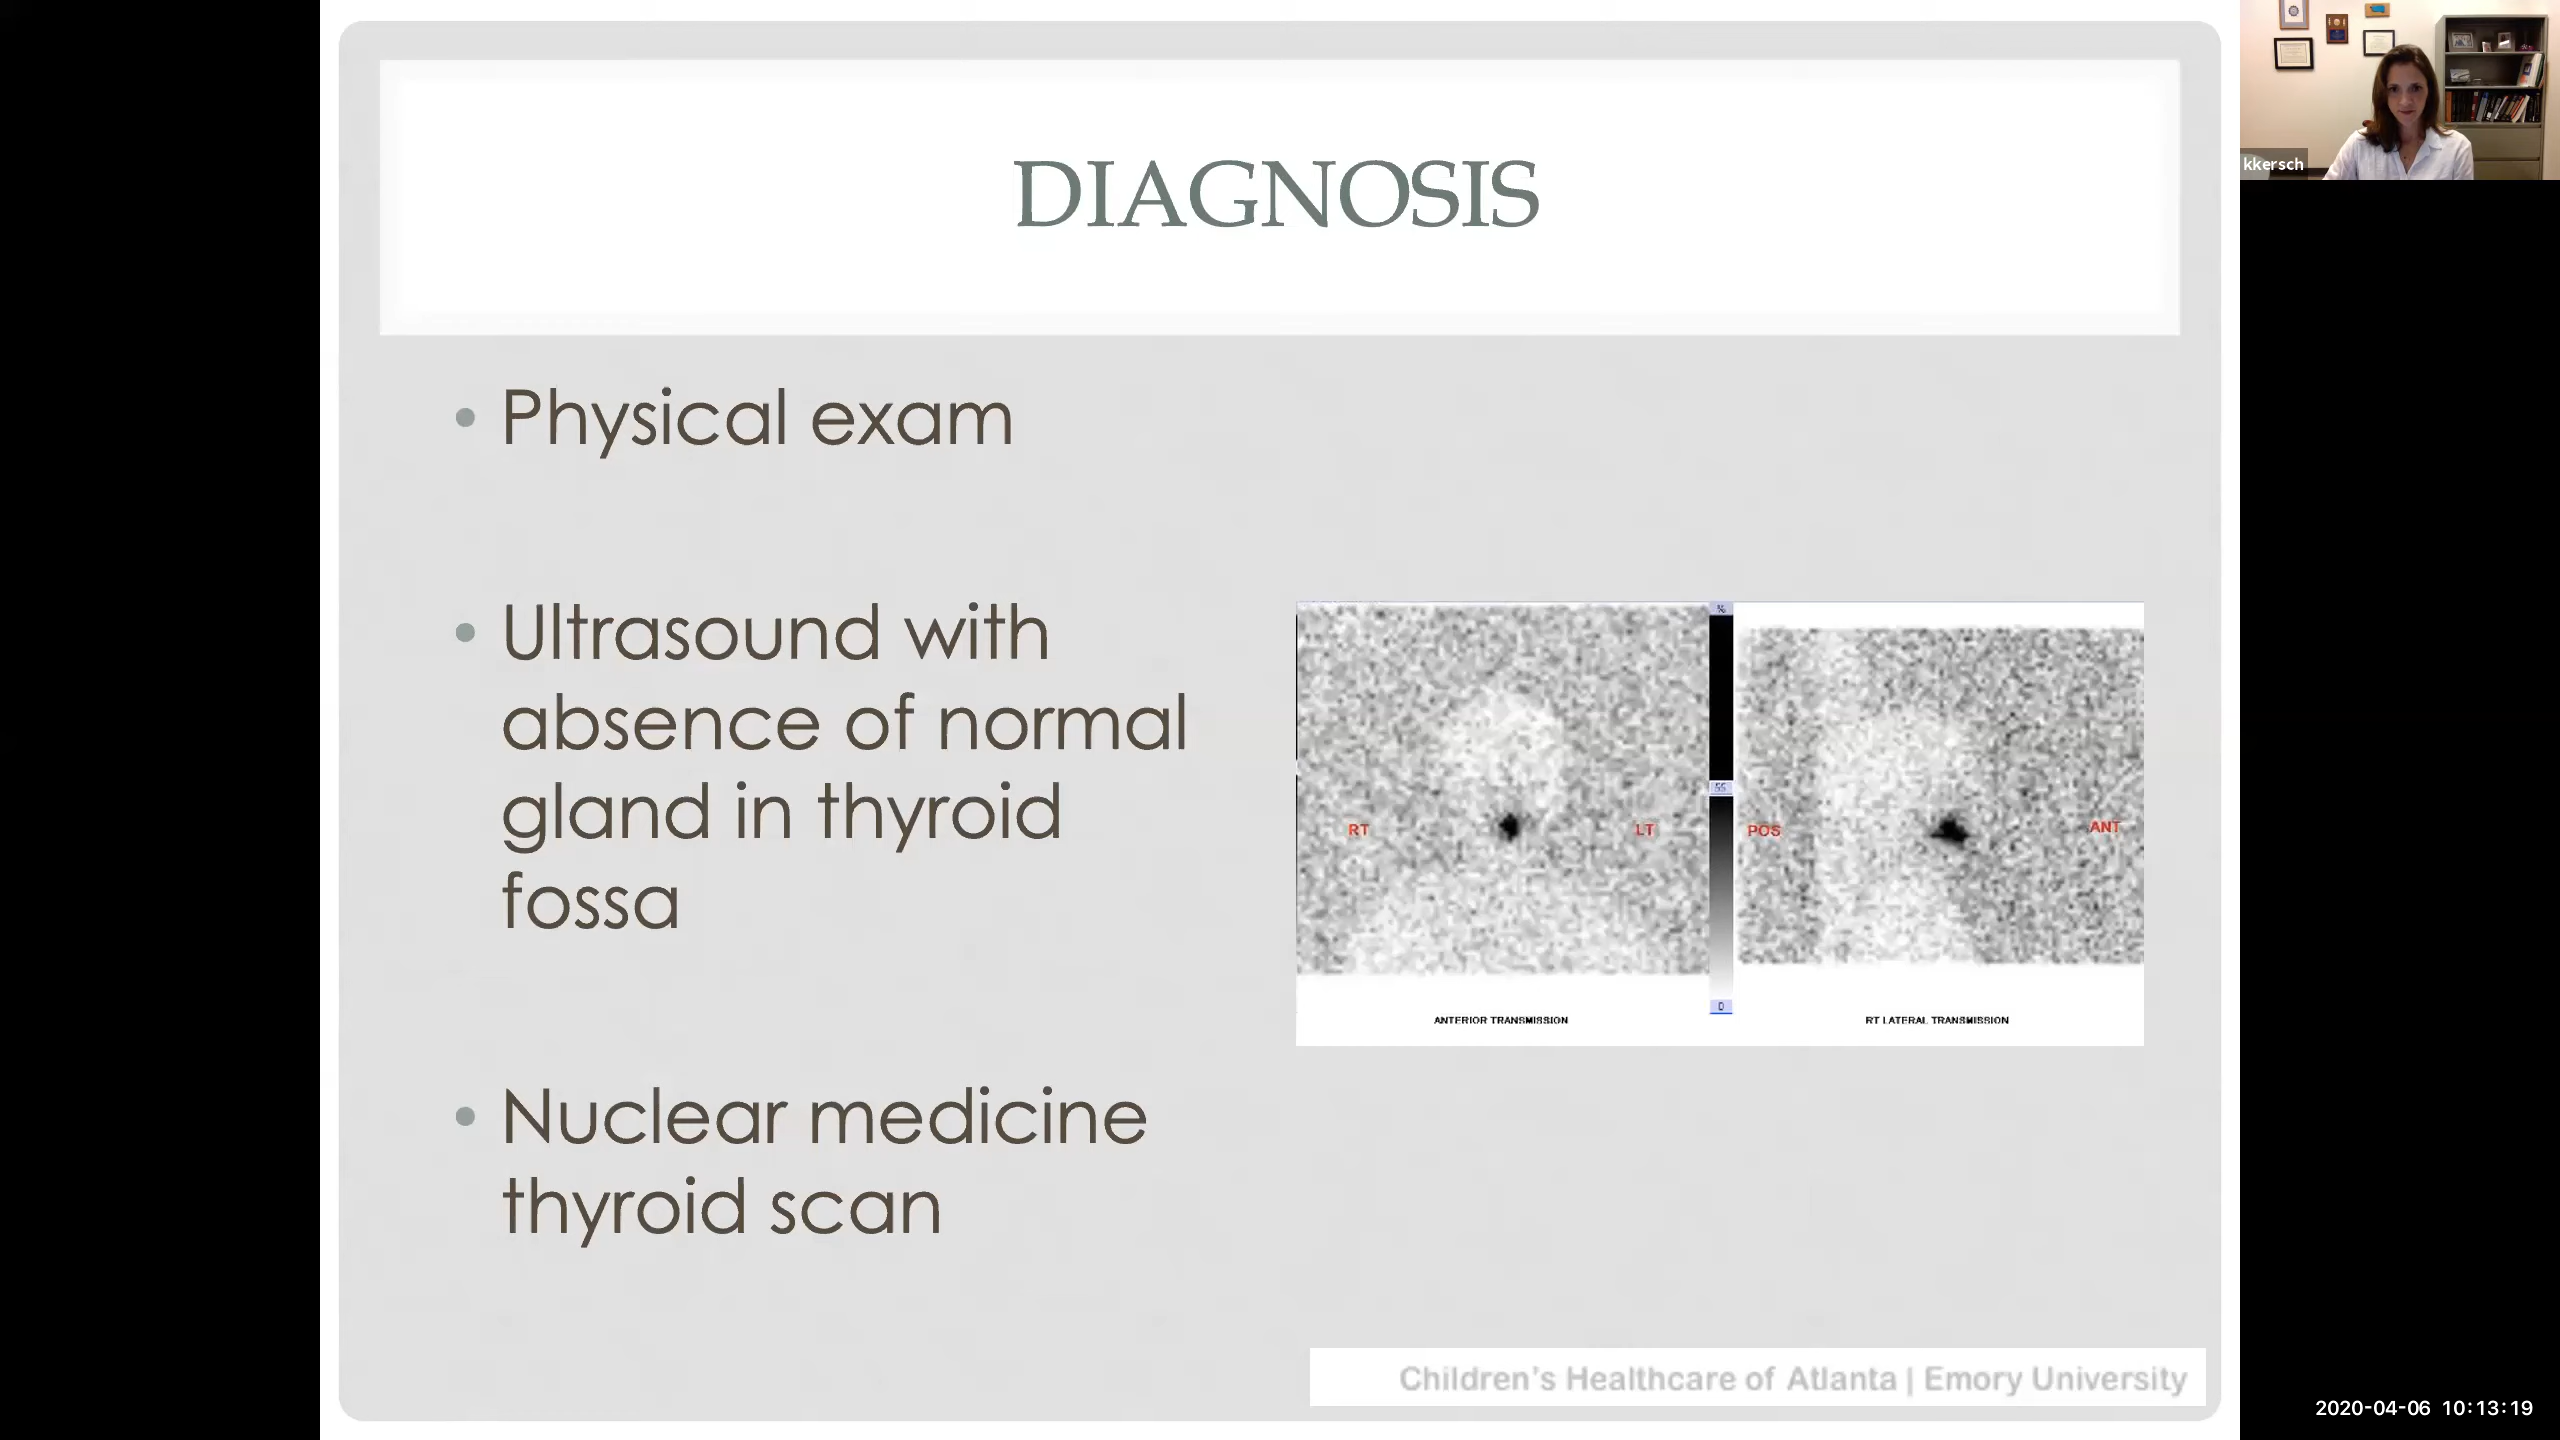 DIAGNOSIS
kkersch
• Physical exam
• Ultrasound with
absence of normal
gland in thyroid
fossa
• Nuclear medicine
thyroid scan
%
55
0
RT
LT
POS
ANT
ANTERIOR TRANSMISSION
RT LATERAL TRANSMISSION
Children's Healthcare of Atlanta | Emory University
2020-04-06 10:13:19